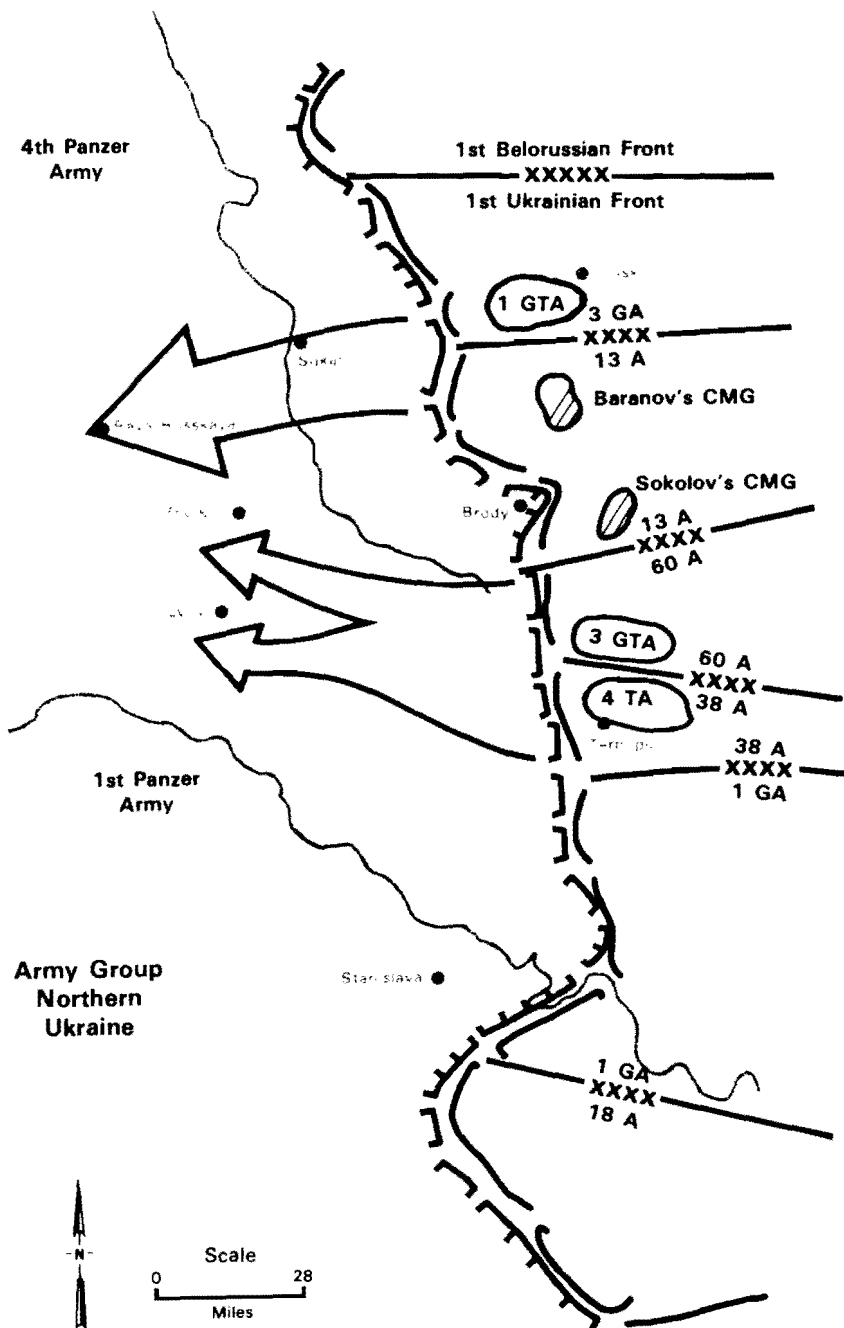 4th Panzer
Army
1st Belorussian Front
XXXXX
1st Ukrainian Front
1 GTA
3 GA
XXXX
13 A
Baranov's CMG
Sokolov's CMG
Brody
13 A
XXXX
60 A
3 GTA
60 A
XXXX
38 A
4 TA
38 A
XXXX
1 GA
1st Panzer
Army
Army Group
Northern
Ukraine
1 GA
XXXX
18 A
-N-
Scale
0 28
Miles